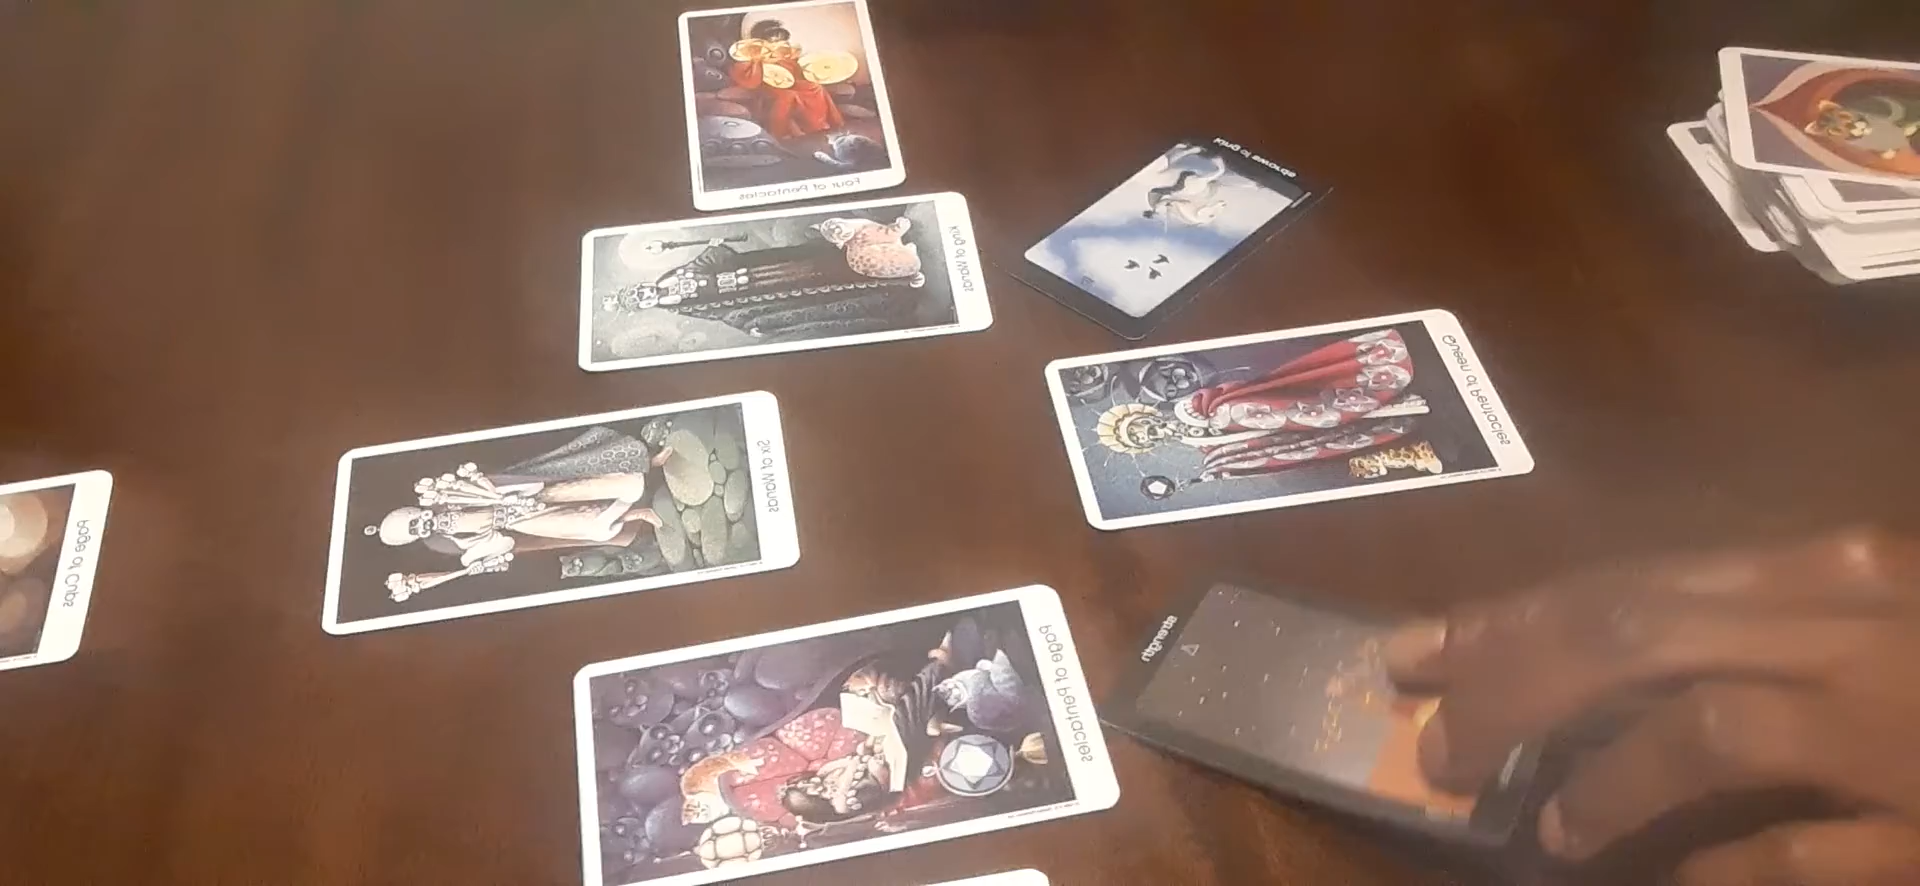 Four of Pentacles
King of Swords
King of Wands
Queen of Pentacles
Six of Wands
Page of Cups
Strength
Page of Pentacles